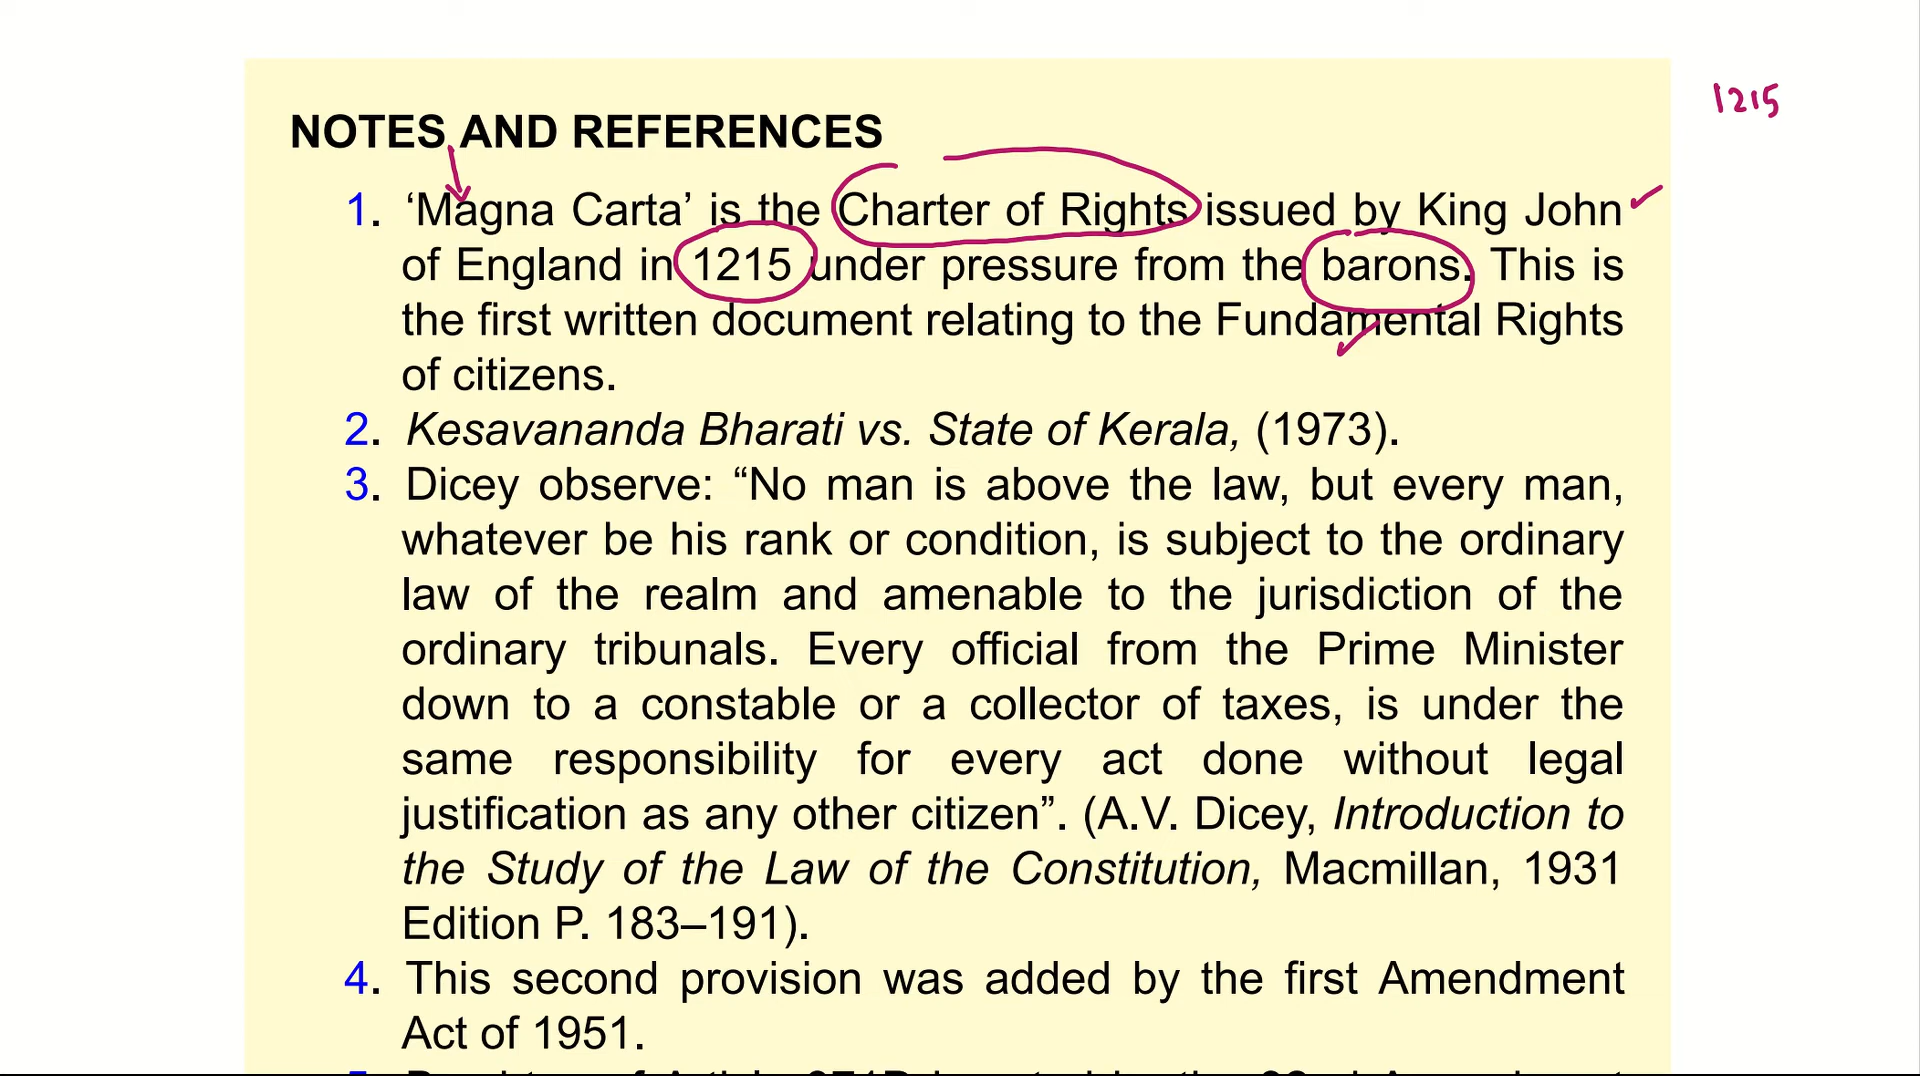 1215
NOTES AND REFERENCES
1. ‘Magna Carta’ is the Charter of Rights issued by King John
of England in 1215 under pressure from the barons. This is
the first written document relating to the Fundamental Rights
of citizens.
2. Kesavananda Bharati vs. State of Kerala, (1973).
3. Dicey observe: “No man is above the law, but every man,
whatever be his rank or condition, is subject to the ordinary
law of the realm and amenable to the jurisdiction of the
ordinary tribunals. Every official from the Prime Minister
down to a constable or a collector of taxes, is under the
same responsibility for every act done without legal
justification as any other citizen”. (A.V. Dicey, Introduction to
the Study of the Law of the Constitution, Macmillan, 1931
Edition P. 183–191).
4. This second provision was added by the first Amendment
Act of 1951.